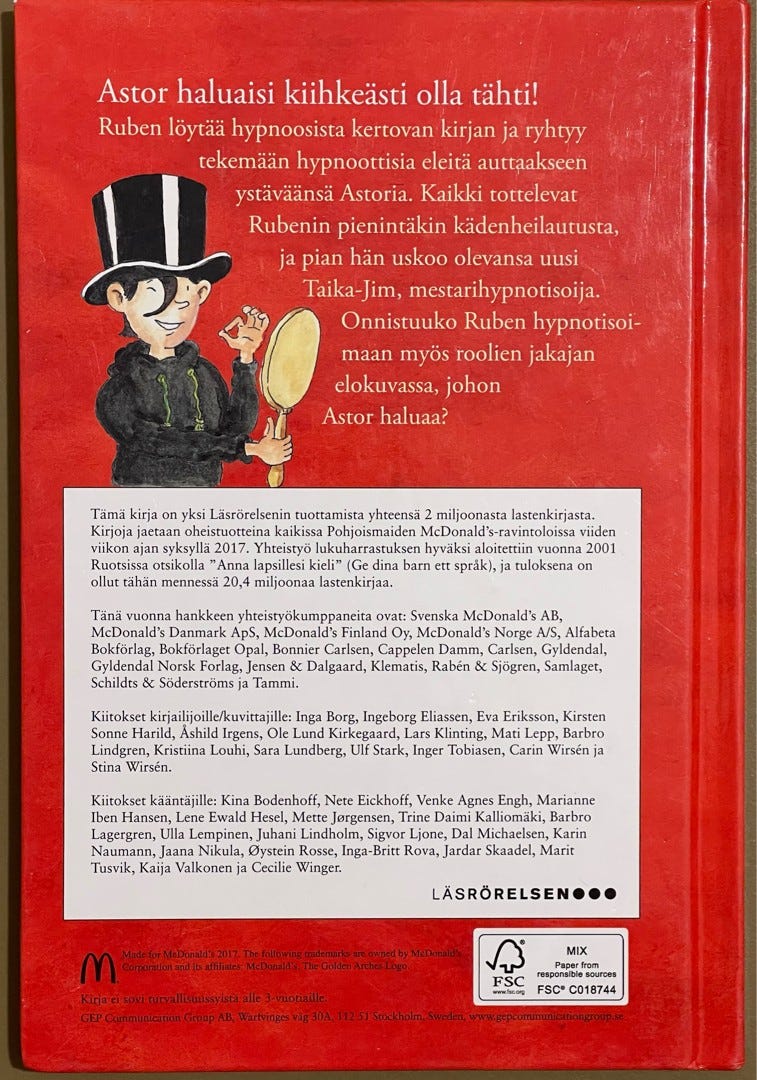 Astor haluaisi kiihkeästi olla tähti!
Ruben löytää hypnoosista kertovan kirjan ja ryhtyy
tekemään hypnoottisia eleitä auttaakseen
ystäväänsä Astoria. Kaikki tottelevat
Rubenin pienintäkin kädenheilautusta,
ja pian hän uskoo olevansa uusi
Taika-Jim, mestarihypnotisoija.
Onnistuuko Ruben hypnotisoi-
maan myös roolien jakajan
elokuvassa, johon
Astor haluaa?
Tämä kirja on yksi Läsrörelsenin tuottamista yhteensä 2 miljoonasta lastenkirjasta.
Kirjoja jaetaan oheistuotteina kaikissa Pohjoismaiden McDonald's-ravintoloissa viiden
viikon ajan syksyllä 2017. Yhteistyö lukuharrastuksen hyväksi aloitettiin vuonna 2001
Ruotsissa otsikolla ”Anna lapsillesi kieli” (Ge dina barn ett språk), ja tuloksena on
ollut tähän mennessä 20,4 miljoonaa lastenkirjaa.
Tänä vuonna hankkeen yhteistyökumppaneita ovat: Svenska McDonald's AB,
McDonald's Danmark ApS, McDonald's Finland Oy, McDonald's Norge A/S, Alfabeta
Bokförlag, Bokförlaget Opal, Bonnier Carlsen, Cappelen Damm, Carlsen, Gyldendal,
Gyldendal Norsk Forlag, Jensen & Dalgaard, Klematis, Rabén & Sjögren, Samlaget,
Schildts & Söderströms ja Tammi.
Kiitokset kirjailijoille/kuvittajille: Inga Borg, Ingeborg Eliassen, Eva Eriksson, Kirsten
Sonne Harild, Åshild Irgens, Ole Lund Kirkegaard, Lars Klinting, Mati Lepp, Barbro
Lindgren, Kristiina Louhi, Sara Lundberg, Ulf Stark, Inger Tobiasen, Carin Wirsén ja
Stina Wirsén.
Kiitokset kääntäjille: Kina Bodenhoff, Nete Eickhoff, Venke Agnes Engh, Marianne
Iben Hansen, Lene Ewald Hesel, Mette Jørgensen, Trine Daimi Kalliomäki, Barbro
Lagergren, Ulla Lempinen, Juhani Lindholm, Sigvor Ljone, Dal Michaelsen, Karin
Naumann, Jaana Nikula, Øystein Rosse, Inga-Britt Rova, Jardar Skaadel, Marit
Tusvik, Kaija Valkonen ja Cecilie Winger.
LÄSRÖRELSEN●●●
Made for McDonald's 2017. The following trademarks are owned by McDonald's
Corporation and its affiliates: McDonald's, The Golden Arches Logo.
Kirja ei sovi turvallisuussyistä alle 3-vuotiaille.
GEP Communication Group AB, Warfvinges väg 30A, 112 51 Stockholm, Sweden, www.gepcommunicationgroup.se
FSC
www.fsc.org
MIX
Paper from
responsible sources
FSC® C018744